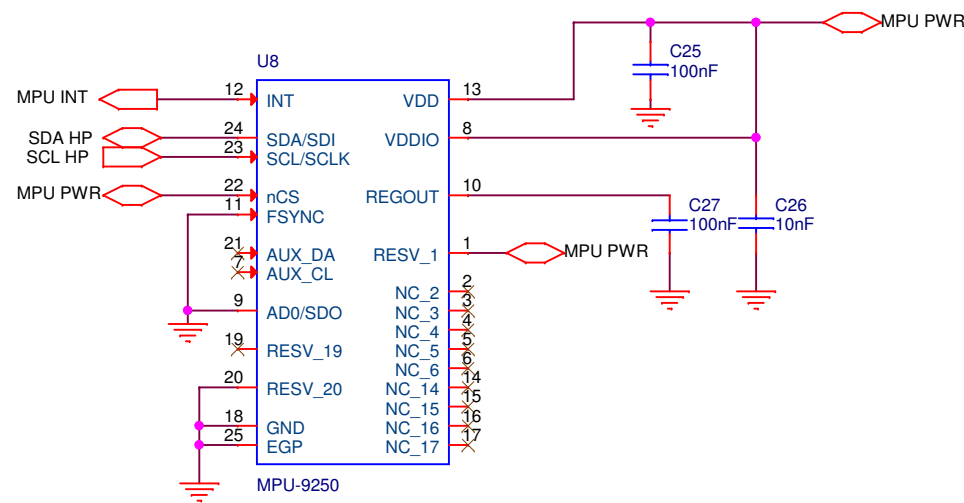 MPU PWR
U8
C25
100nF
MPU INT
12
INT
VDD
13
SDA HP
24
SDA/SDI
VDDIO
8
SCL HP
23
SCL/SCLK
MPU PWR
22
nCS
REGOUT
10
11
FSYNC
C27
100nF
C26
10nF
21
AUX_DA
RESV_1
1
MPU PWR
7
AUX_CL
NC_2
2
9
AD0/SDO
NC_3
3
NC_4
4
19
RESV_19
NC_5
5
NC_6
6
20
RESV_20
NC_14
14
NC_15
15
18
GND
NC_16
16
25
EGP
NC_17
17
MPU-9250